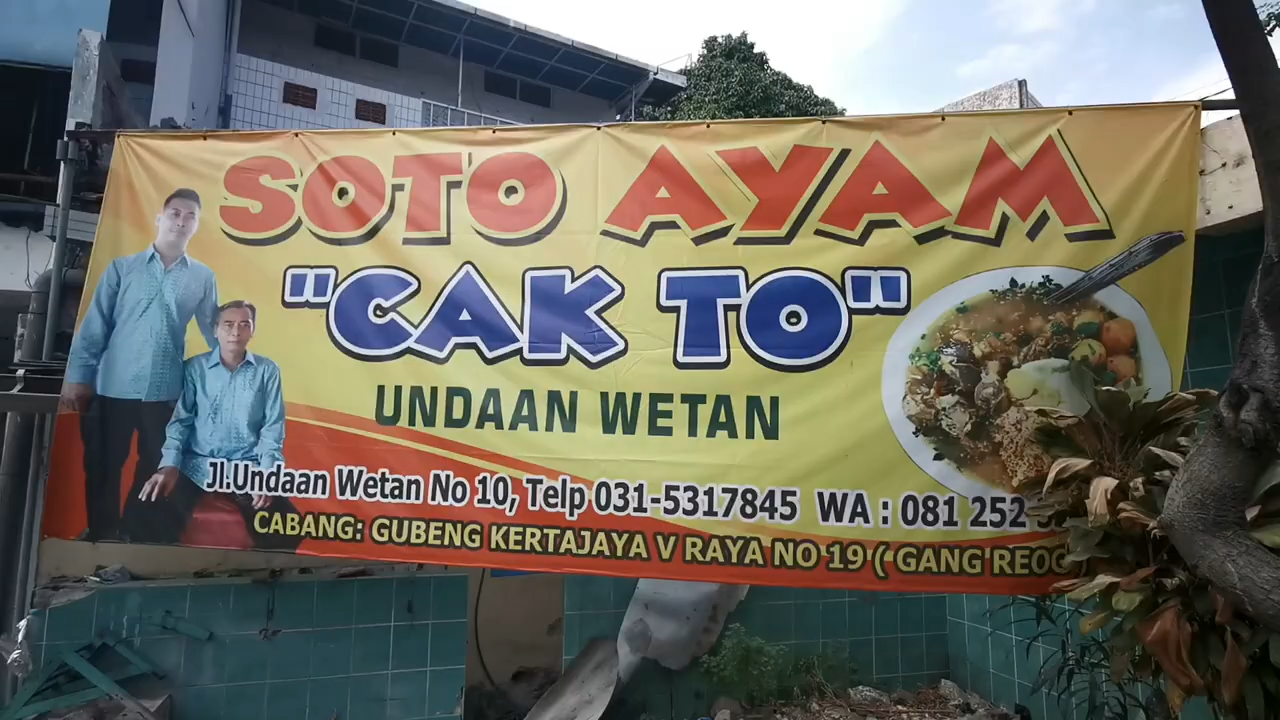 SOTO AYAM
"CAK TO"
UNDAAN WETAN
Jl.Undaan Wetan No 10, Telp 031-5317845 WA : 081 252
CABANG: GUBENG KERTAJAYA V RAYA NO 19 ( GANG REOG